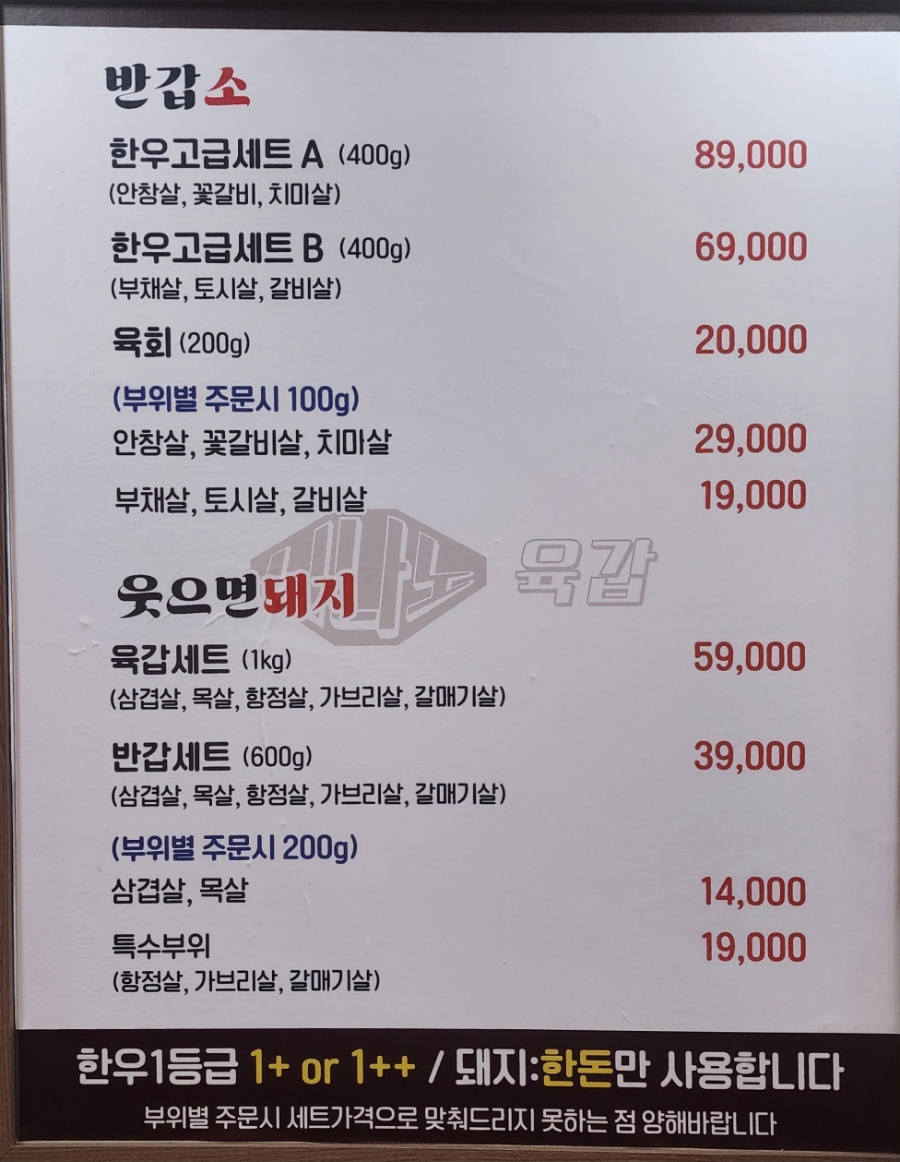 반갑소
한우고급세트 A (400g) 89,000
(안창살, 꽃갈비, 치마살)
한우고급세트 B (400g) 69,000
(부채살, 토시살, 갈비살)
육회 (200g) 20,000
(부위별 주문시 100g)
안창살, 꽃갈비살, 치마살 29,000
부채살, 토시살, 갈비살 19,000
육갑
웃으면돼지
육갑세트 (1kg) 59,000
(삼겹살, 목살, 항정살, 가브리살, 갈매기살)
반갑세트 (600g) 39,000
(삼겹살, 목살, 항정살, 가브리살, 갈매기살)
(부위별 주문시 200g)
삼겹살, 목살 14,000
특수부위 19,000
(항정살, 가브리살, 갈매기살)
한우1등급 1+ or 1++ / 돼지:한돈만 사용합니다
부위별 주문시 세트가격으로 맞춰드리지 못하는 점 양해바랍니다